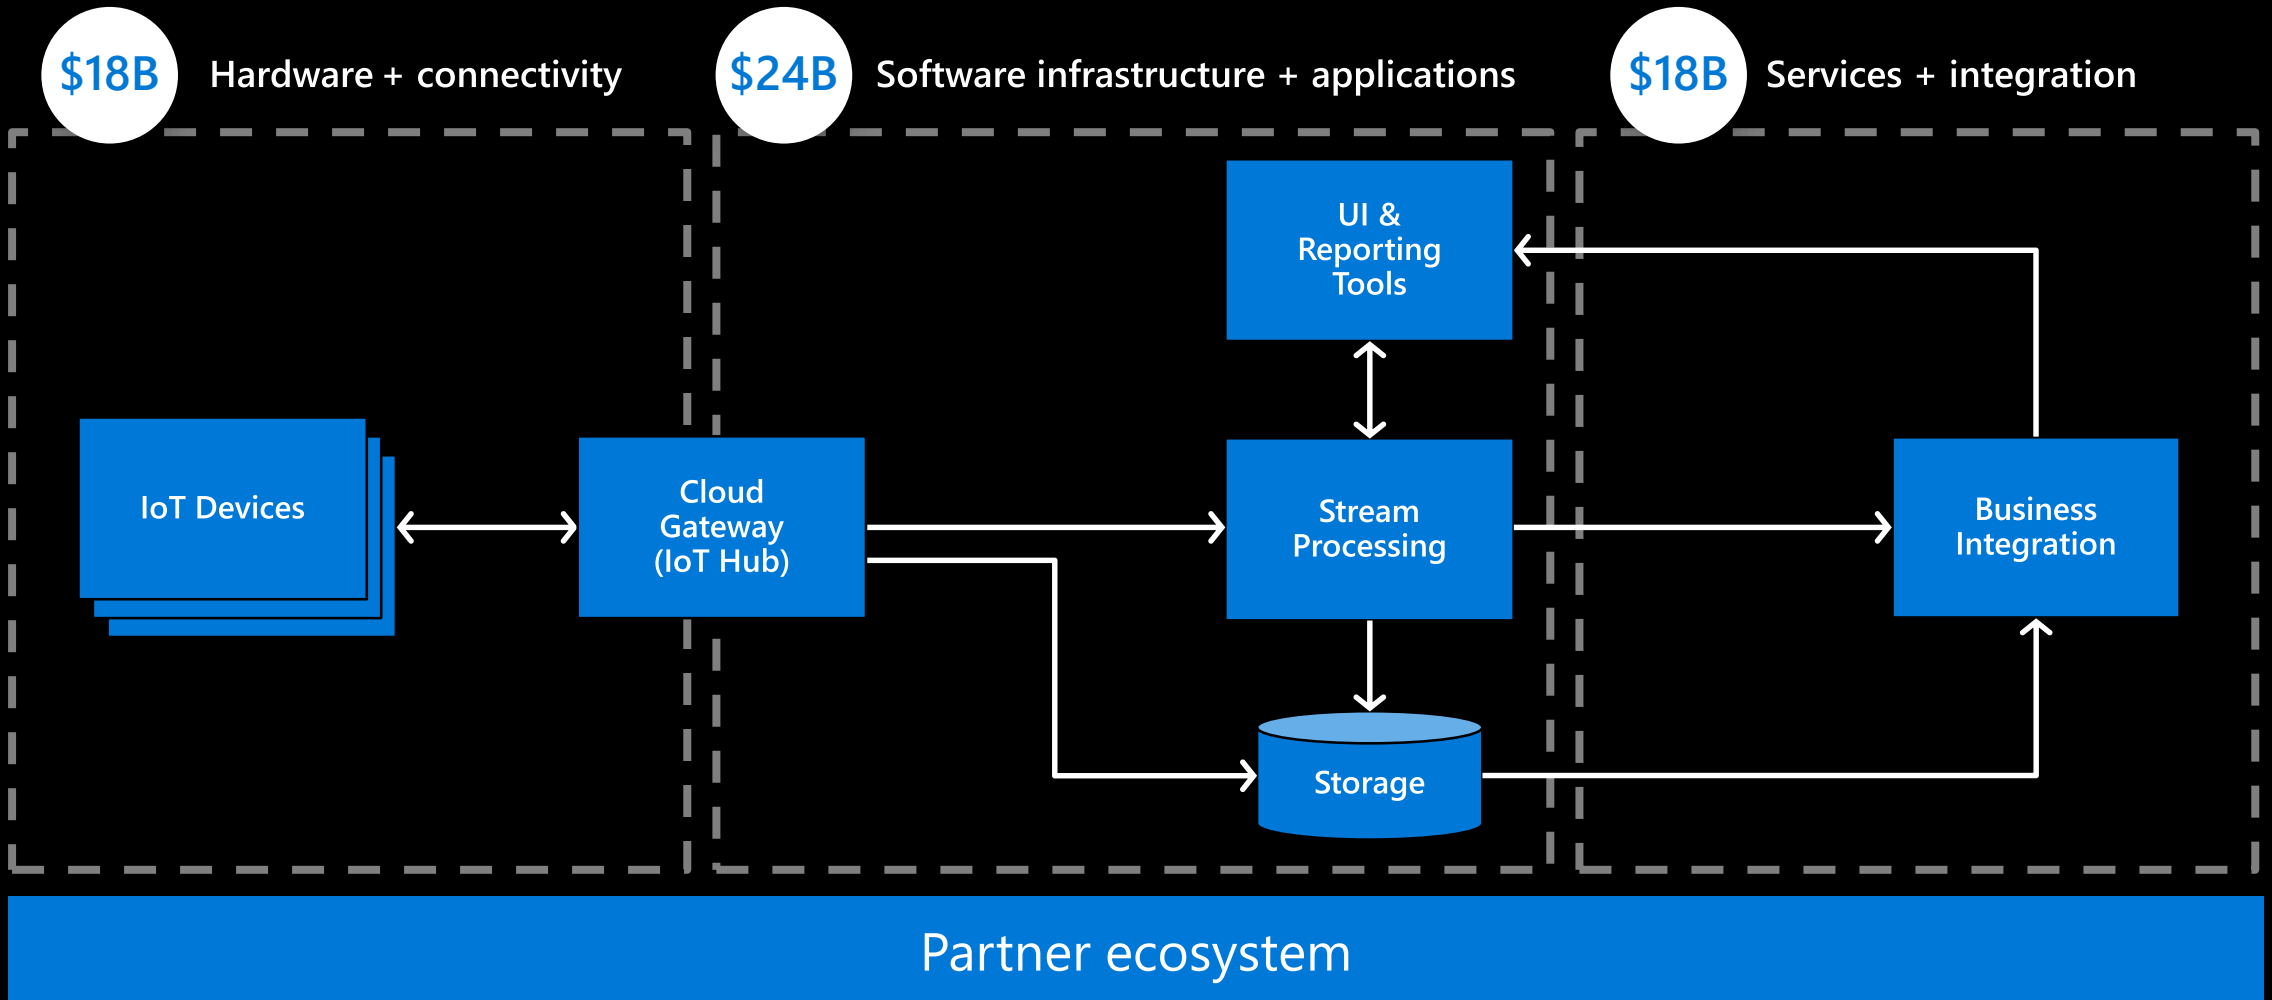 $18B
Hardware + connectivity
$24B
Software infrastructure + applications
$18B
Services + integration
UI &
Reporting
Tools
IoT Devices
Cloud
Gateway
(IoT Hub)
Stream
Processing
Business
Integration
Storage
Partner ecosystem